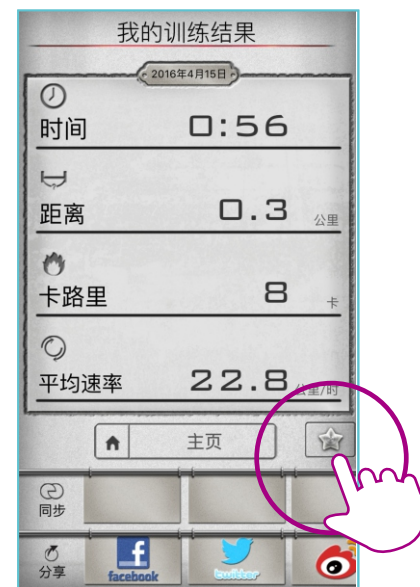 我的训练结果
2016年4月15日
时间 0:56
距离 0.3 公里
卡路里 8 卡
平均速率 22.8 公里/时
主页
同步
分享 facebook twitter